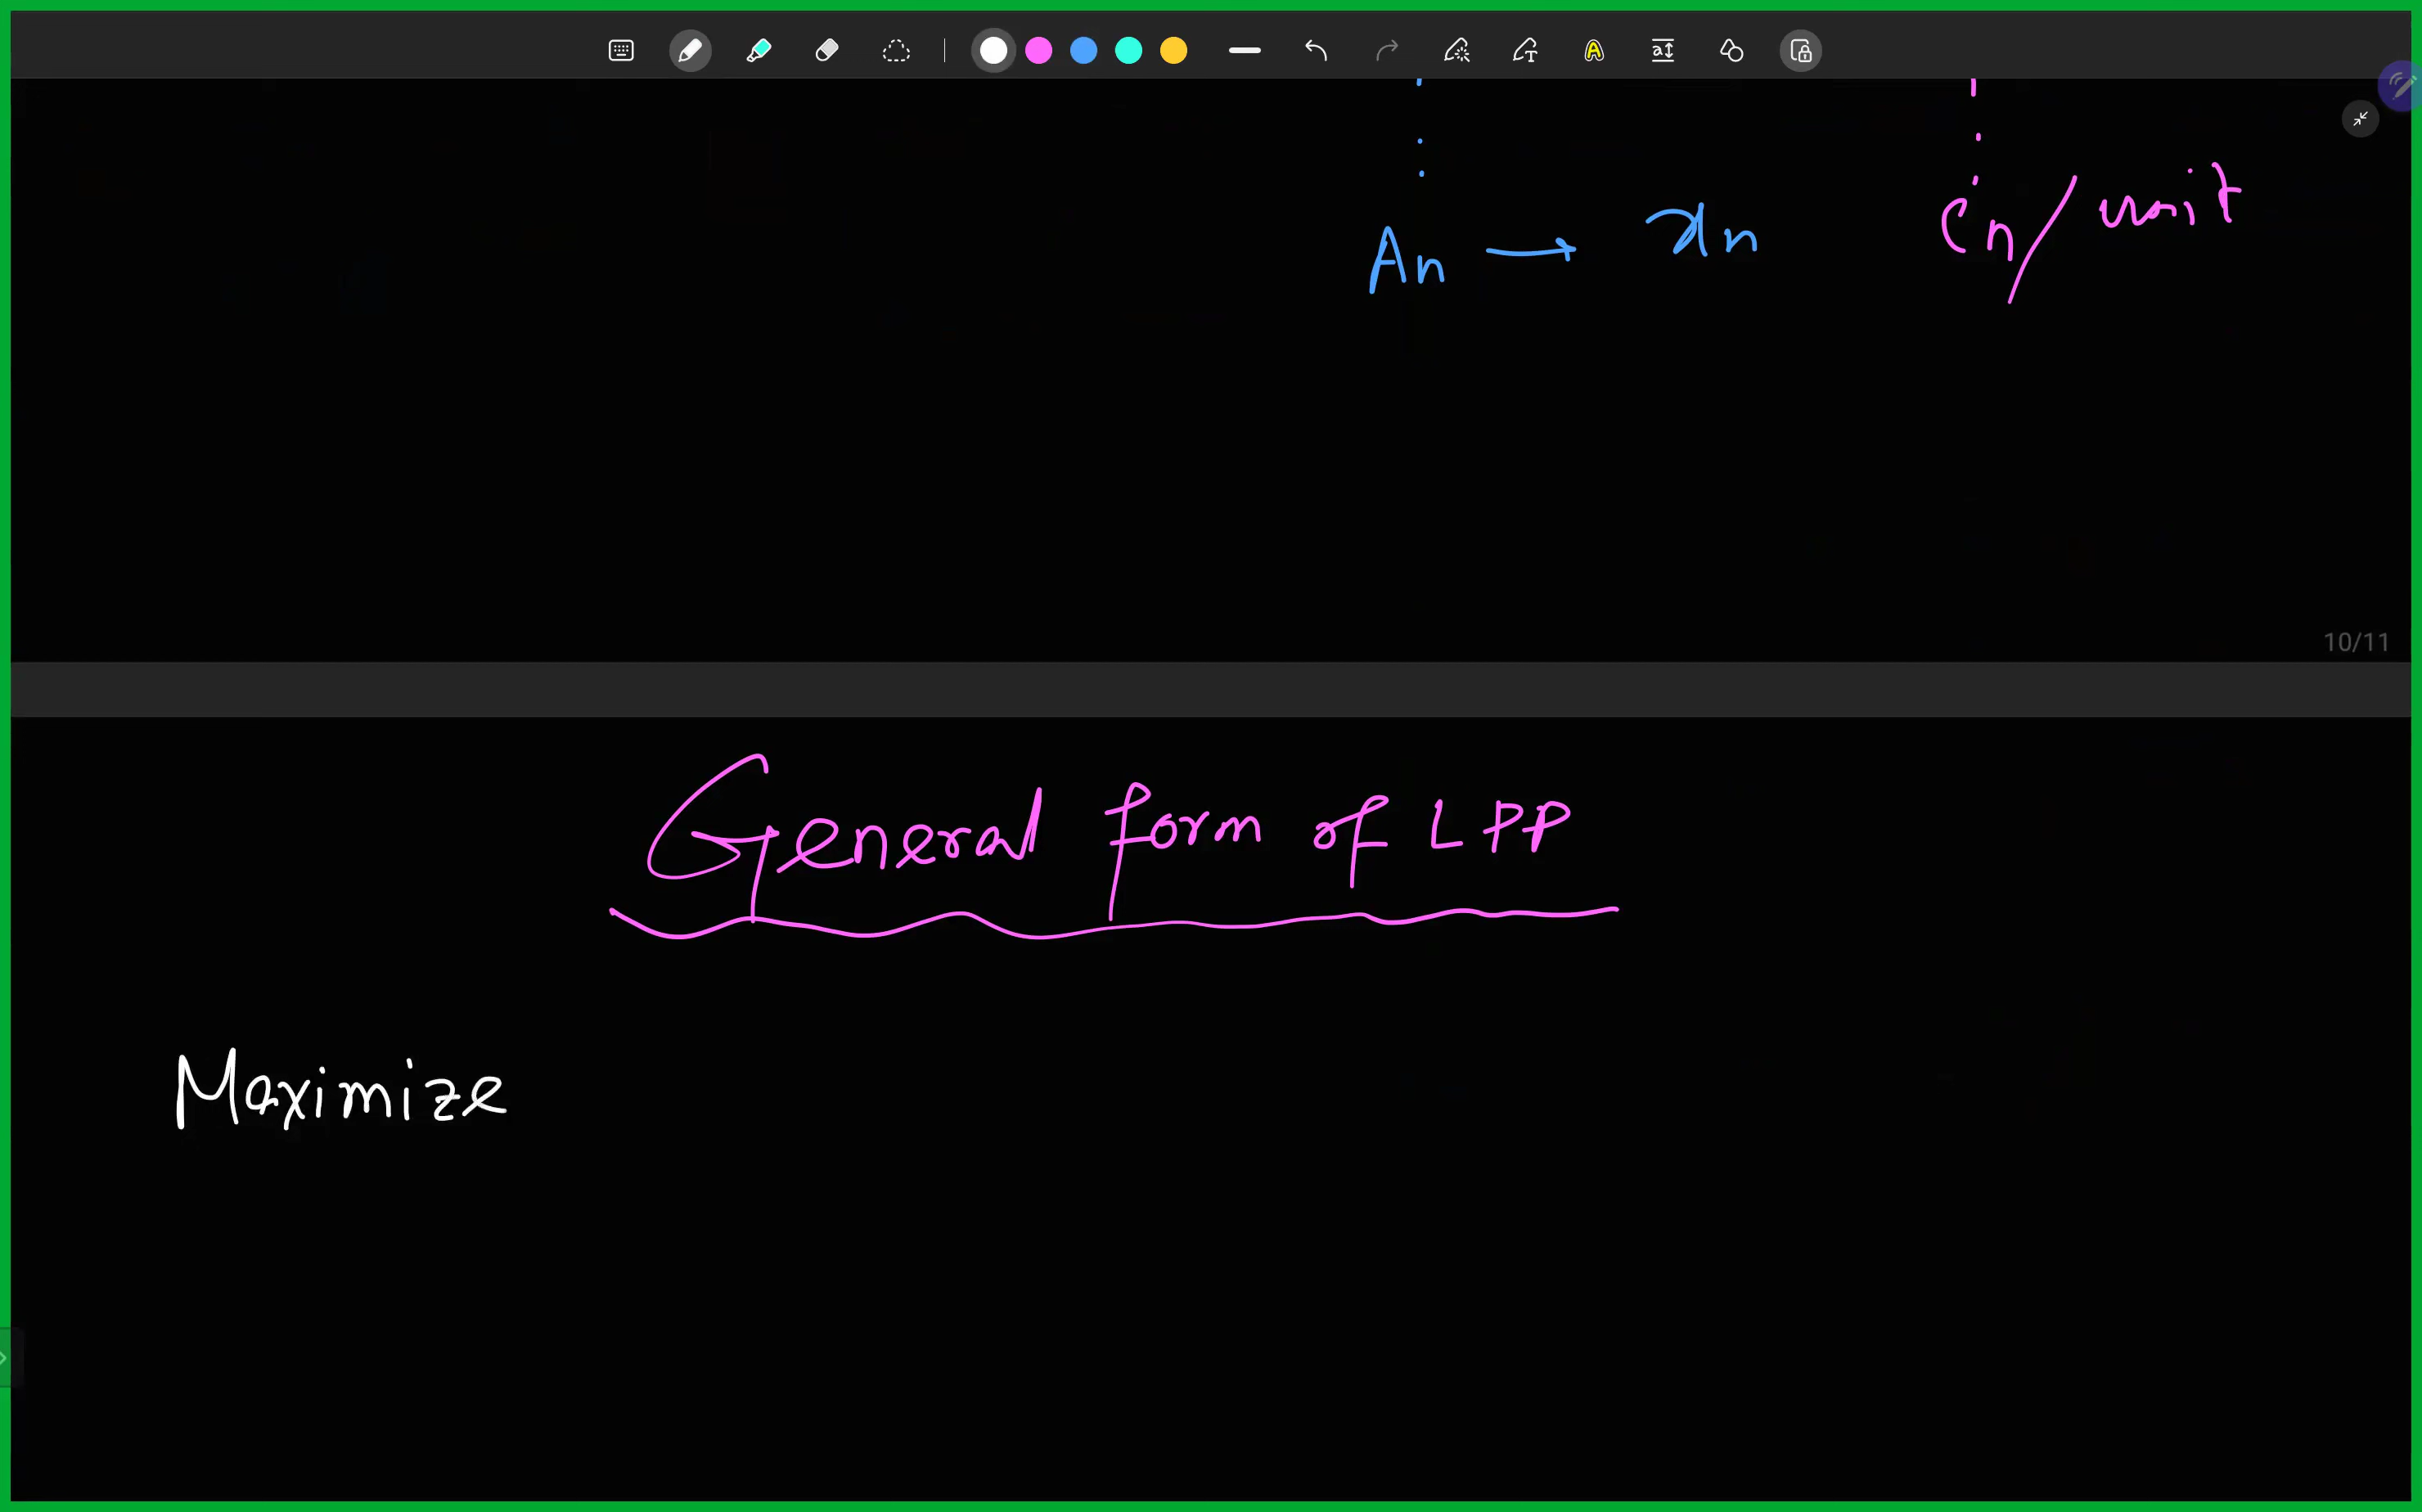 An → xn Cn/unit
10/11
General form of LPP
Maximize